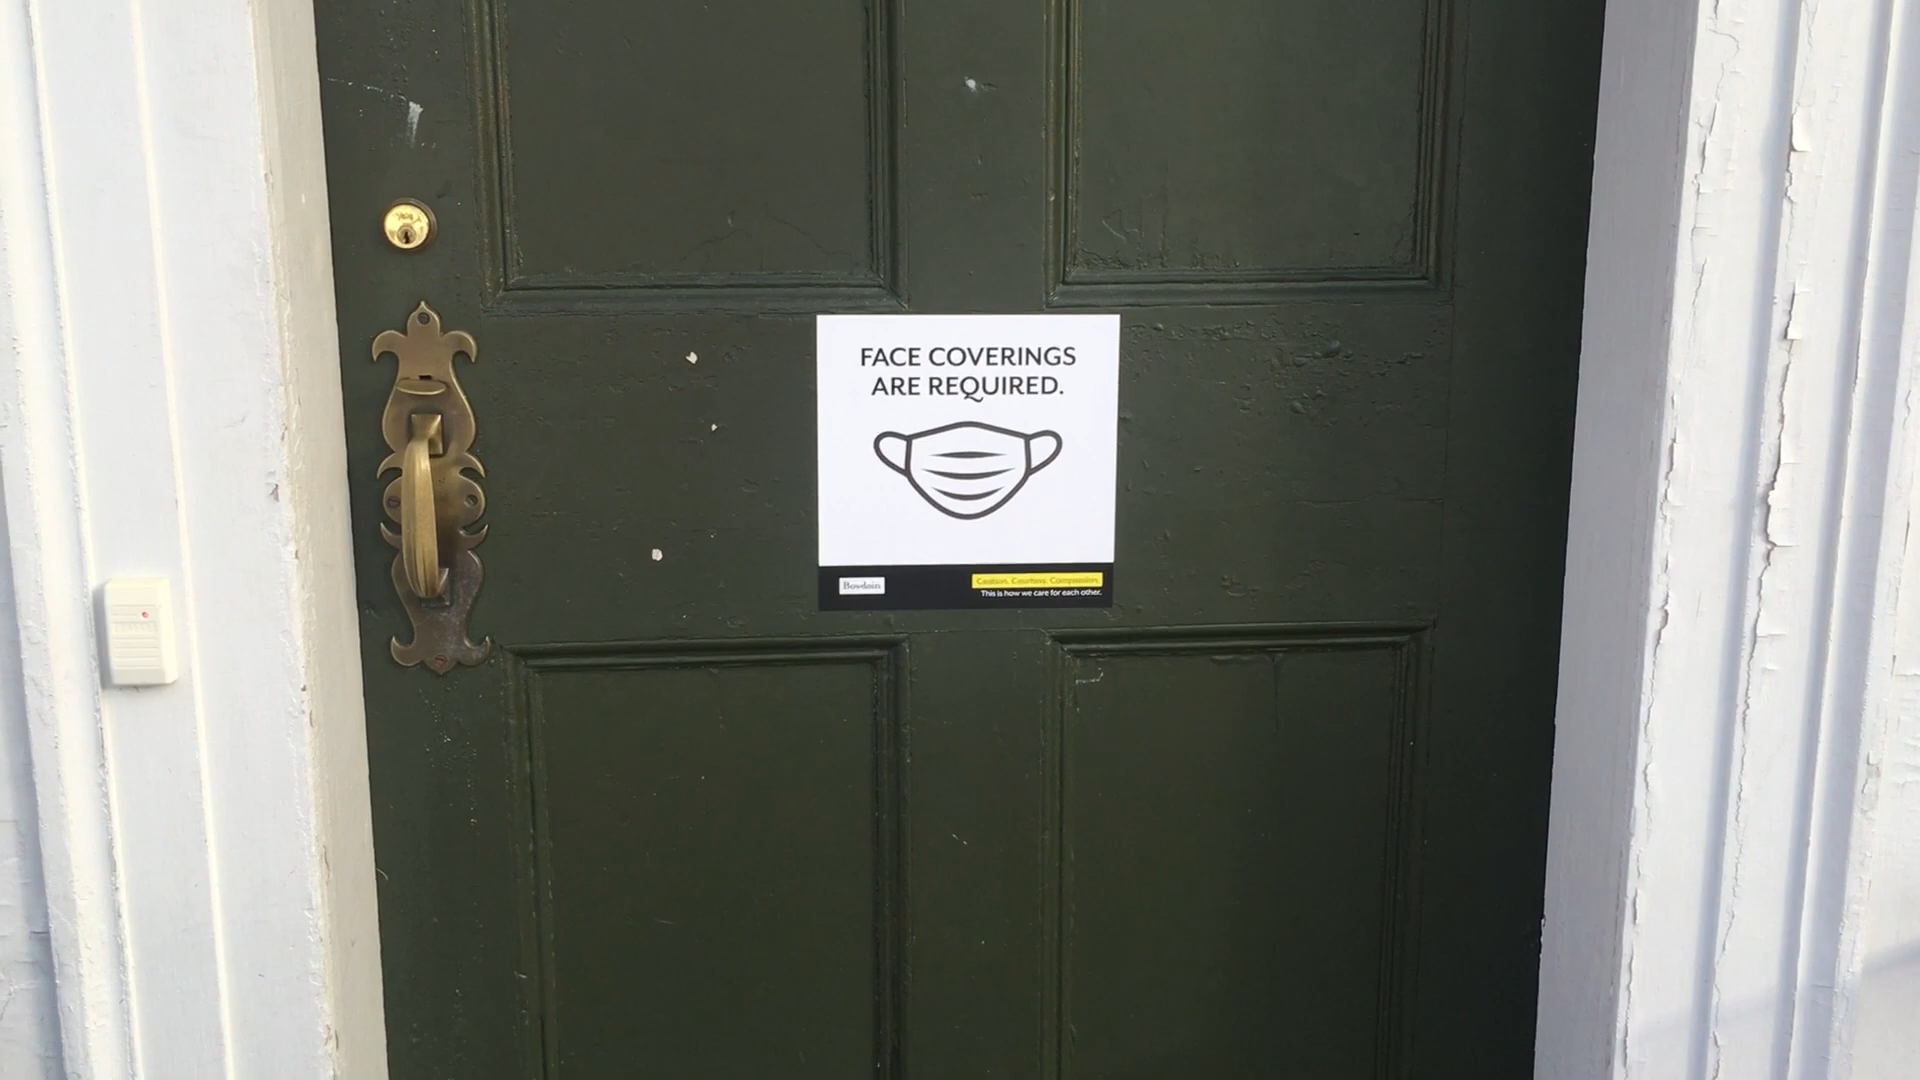 FACE COVERINGS
ARE REQUIRED.
Bowdoin
Caution. Courtesy. Compassion.
This is how we care for each other.